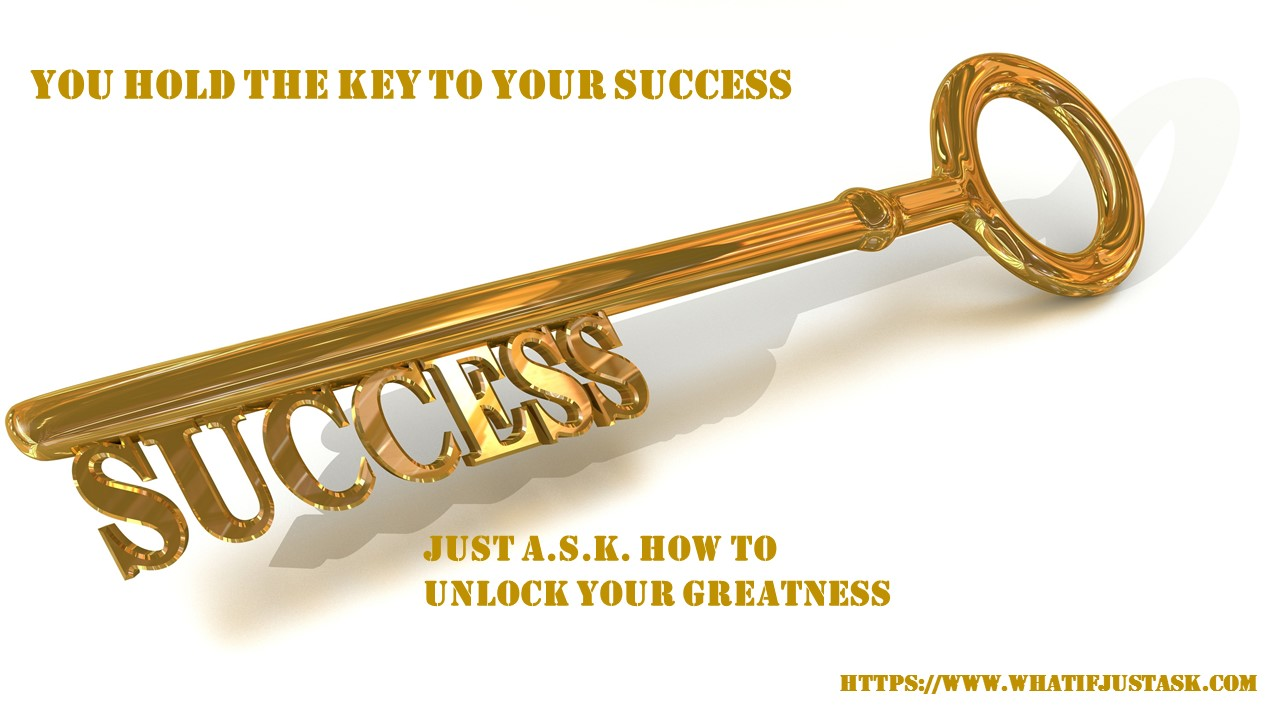 YOU HOLD THE KEY TO YOUR SUCCESS
SUCCESS
JUST A.S.K. HOW TO
UNLOCK YOUR GREATNESS
HTTPS://WWW.WHATIFJUSTASK.COM